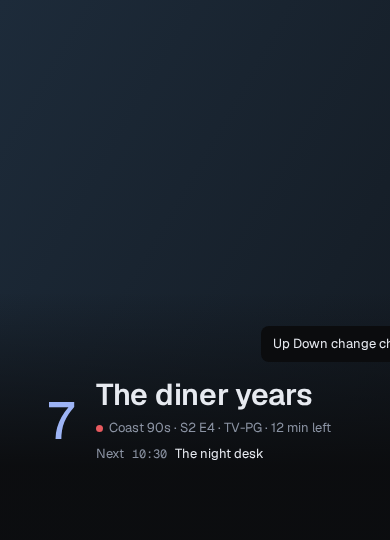 Up Down change ch
The diner years
7
Coast 90s · S2 E4 · TV-PG · 12 min left
Next 10:30 The night desk